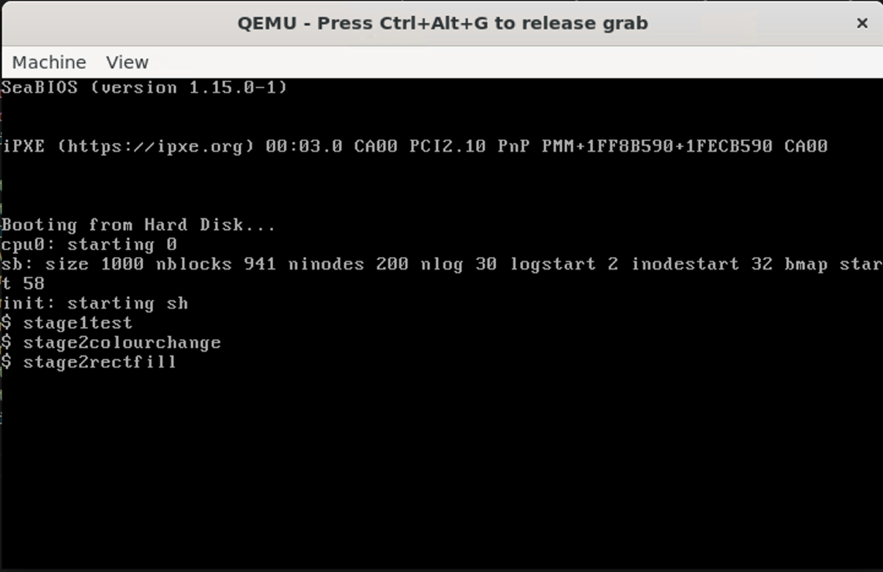 QEMU - Press Ctrl+Alt+G to release grab ×
Machine View
SeaBIOS (version 1.15.0-1)
iPXE (https://ipxe.org) 00:03.0 CA00 PCI2.10 PnP PMM+1FF8B590+1FECB590 CA00
Booting from Hard Disk...
cpu0: starting 0
sb: size 1000 nblocks 941 ninodes 200 nlog 30 logstart 2 inodestart 32 bmap star
t 58
init: starting sh
$ stage1test
$ stage2colourchange
$ stage2rectfill